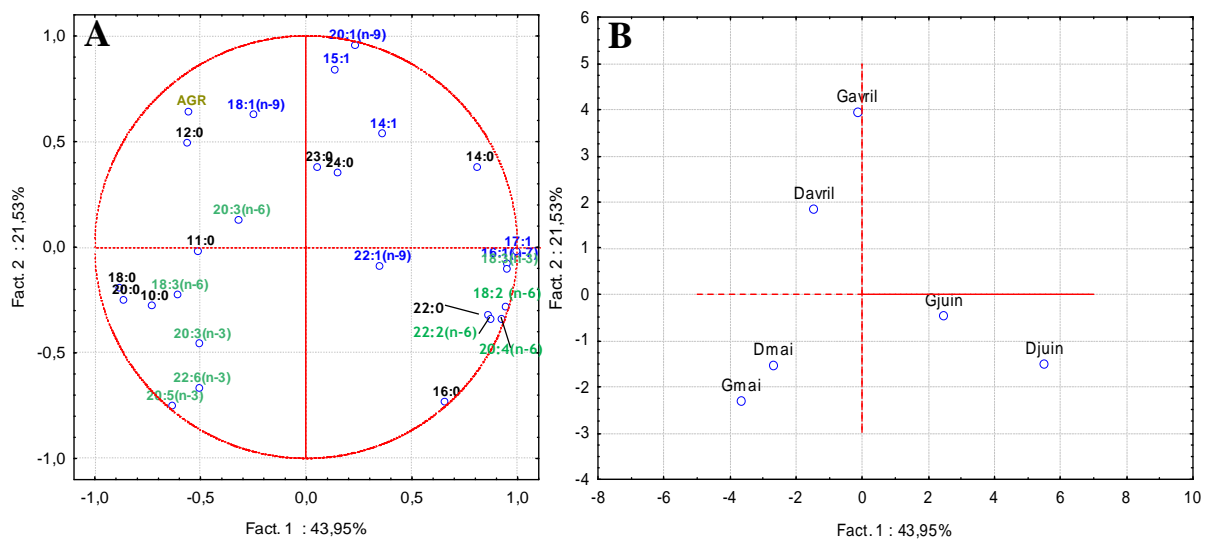 A
1,0
0,5
0,0
-0,5
-1,0
Fact. 2 : 21,53%
20:1(n-9)
15:1
AGR
18:1(n-9)
12:0
14:1
23:0
24:0
14:0
20:3(n-6)
11:0
17:1
16:1(n-7)
18:3(n-3)
22:1(n-9)
18:0
20:0
10:0
18:3(n-6)
18:2 (n-6)
22:0
22:2(n-6)
20:4(n-6)
20:3(n-3)
22:6(n-3)
20:5(n-3)
16:0
-1,0 -0,5 0,0 0,5 1,0
Fact. 1 : 43,95%
B
6
5
4
3
2
1
0
-1
-2
-3
-4
Fact. 2 : 21,53%
Gavril
Davril
Gjuin
Djuin
Dmai
Gmai
-8 -6 -4 -2 0 2 4 6 8 10
Fact. 1 : 43,95%